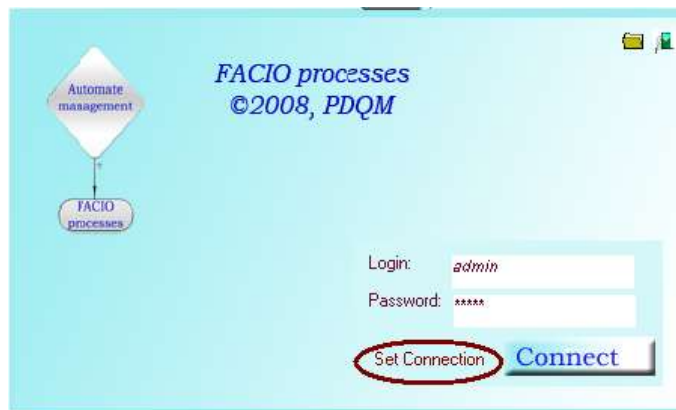 FACIO processes
©2008, PDQM
Automate
management
FACIO
processes
Login: admin
Password: *****
Set Connection Connect